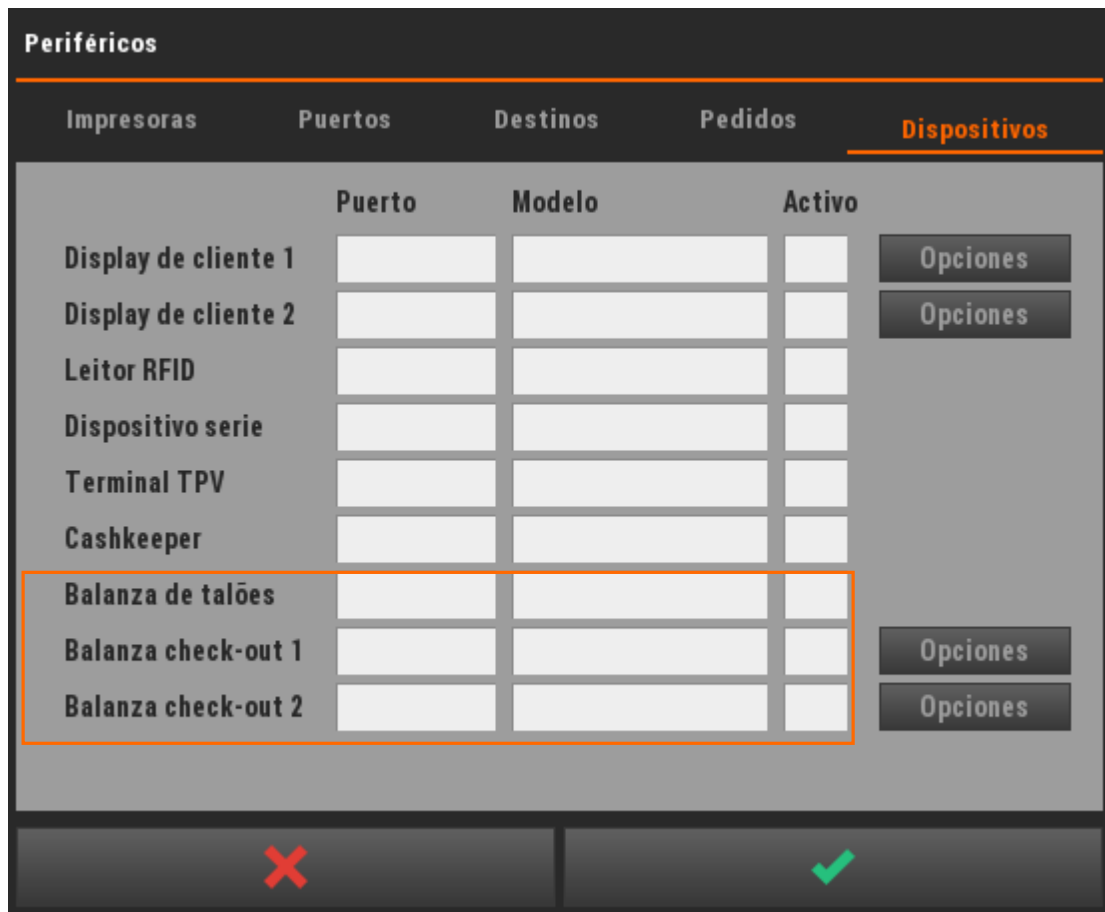 Periféricos
Impresoras Puertos Destinos Pedidos Dispositivos
Puerto Modelo Activo
Display de cliente 1 Opciones
Display de cliente 2 Opciones
Leitor RFID
Dispositivo serie
Terminal TPV
Cashkeeper
Balanza de talões
Balanza check-out 1 Opciones
Balanza check-out 2 Opciones